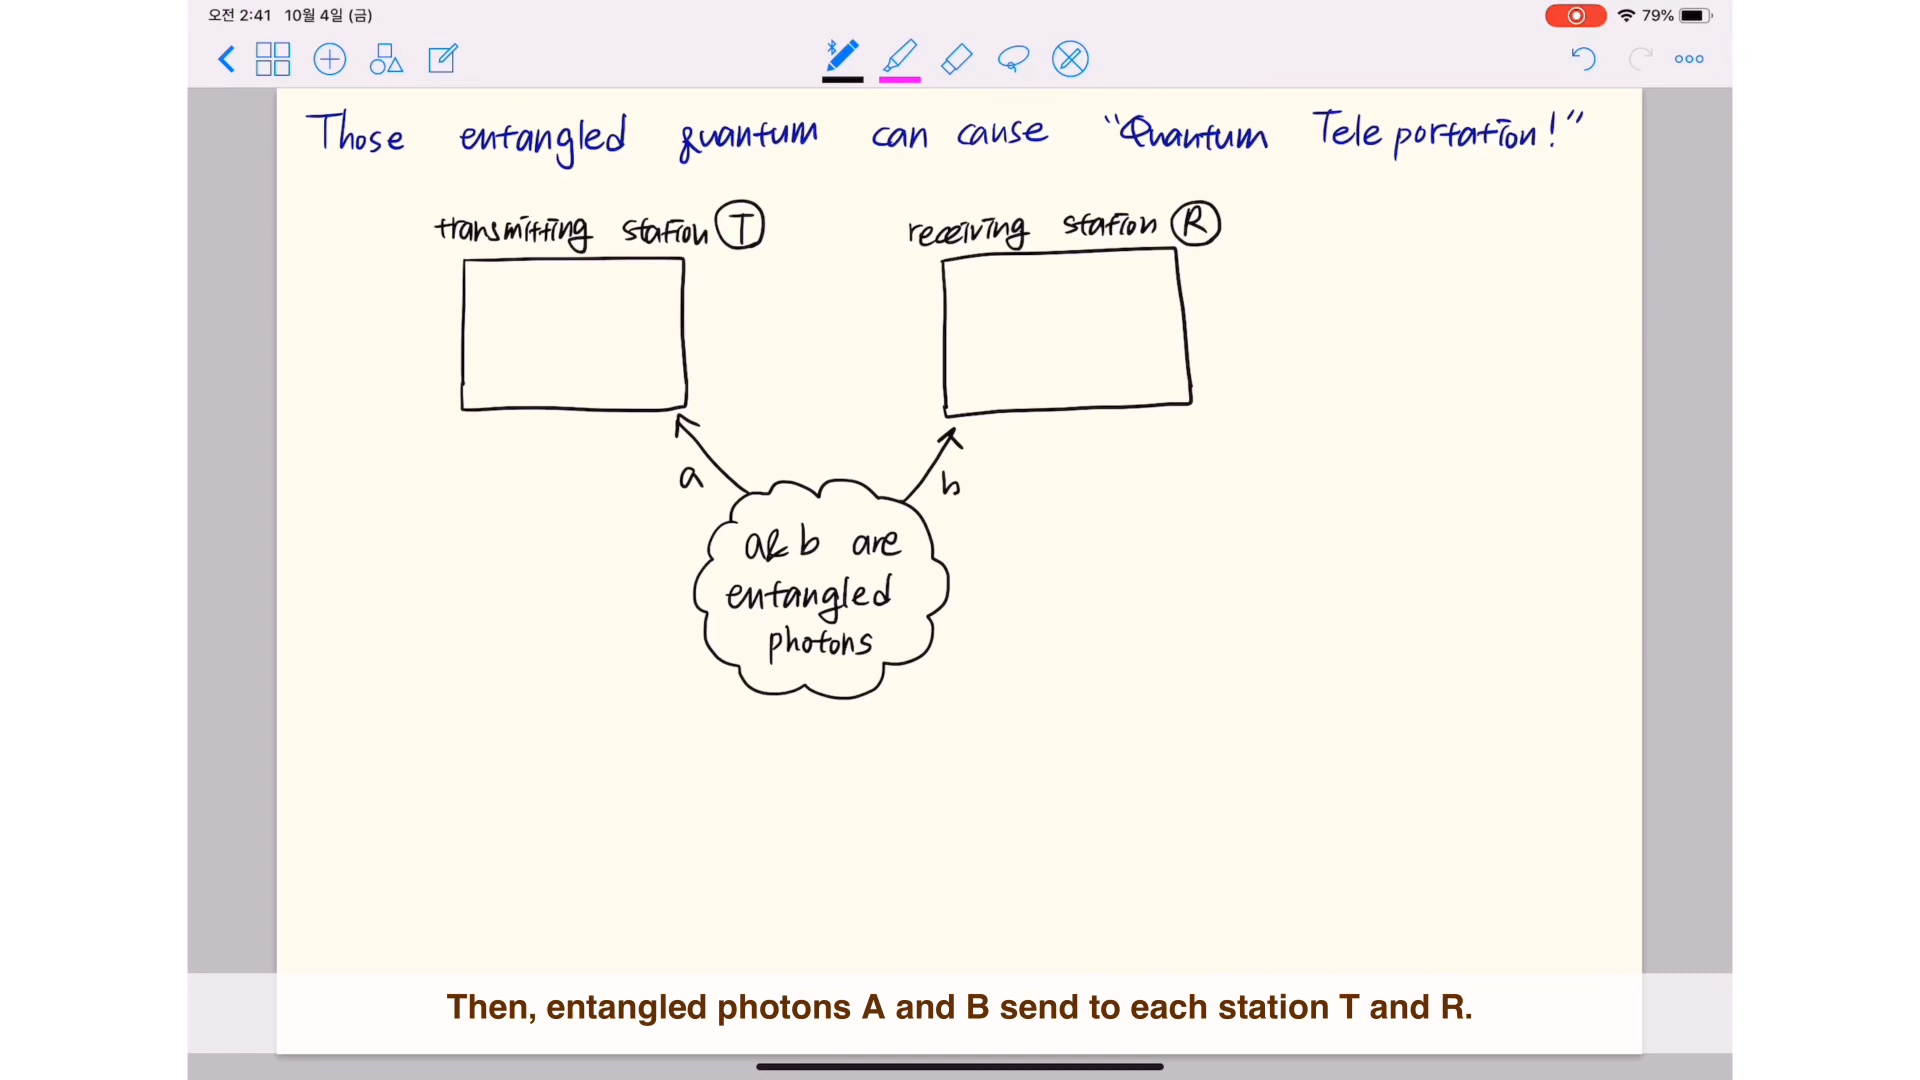 오전 2:41 10월 4일 (금) 79%
Those entangled quantum can cause "Quantum Teleportation!"
transmitting station T
receiving station R
a
b
a&b are
entangled
photons
Then, entangled photons A and B send to each station T and R.